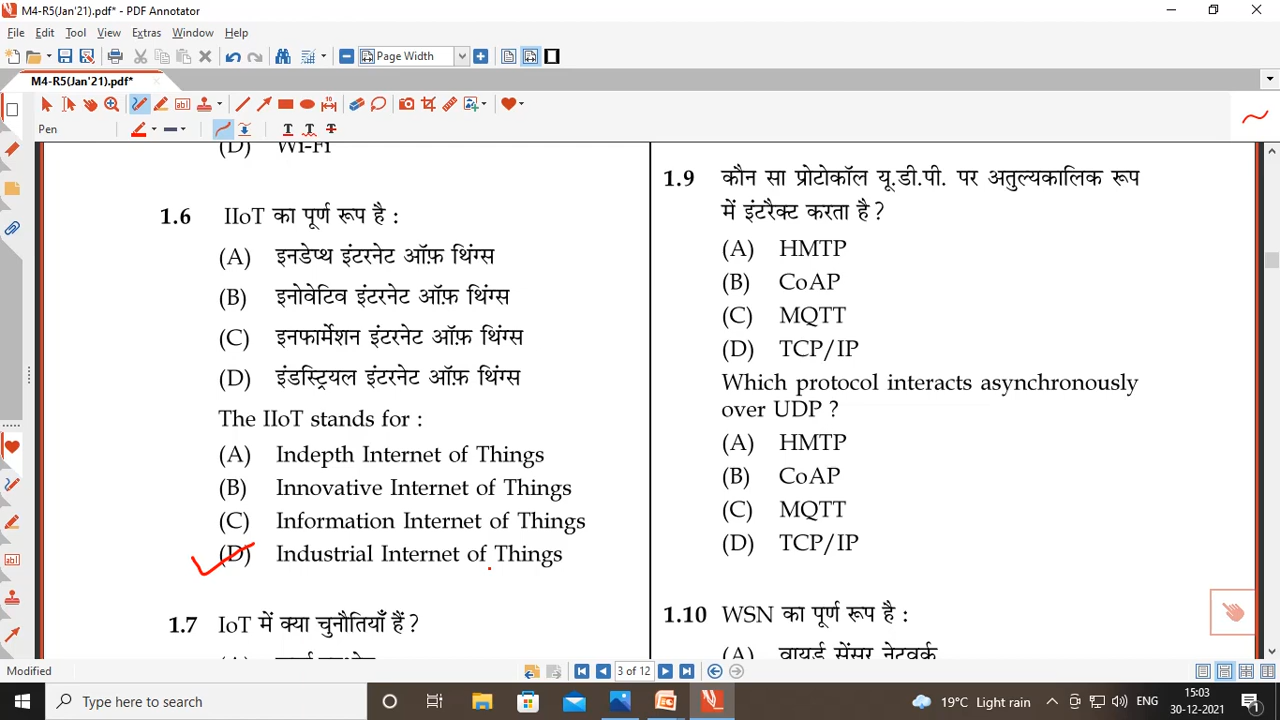 M4-R5(Jan'21).pdf* - PDF Annotator
File Edit Tool View Extras Window Help
Page Width
M4-R5(Jan'21).pdf*
Pen
(D) Wi-Fi
1.6 IIoT का पूर्ण रूप है :
(A) इनडेप्थ इंटरनेट ऑफ़ थिंग्स
(B) इनोवेटिव इंटरनेट ऑफ़ थिंग्स
(C) इनफार्मेशन इंटरनेट ऑफ़ थिंग्स
(D) इंडस्ट्रियल इंटरनेट ऑफ़ थिंग्स
The IIoT stands for :
(A) Indepth Internet of Things
(B) Innovative Internet of Things
(C) Information Internet of Things
(D) Industrial Internet of Things
1.7 IoT में क्या चुनौतियाँ हैं ?
1.9 कौन सा प्रोटोकॉल यू.डी.पी. पर अतुल्यकालिक रूप
में इंटरैक्ट करता है ?
(A) HMTP
(B) CoAP
(C) MQTT
(D) TCP/IP
Which protocol interacts asynchronously
over UDP ?
(A) HMTP
(B) CoAP
(C) MQTT
(D) TCP/IP
1.10 WSN का पूर्ण रूप है :
(A) वायर्ड सेंसर नेटवर्क
Modified
3 of 12
Type here to search
19°C Light rain
ENG
15:03
30-12-2021